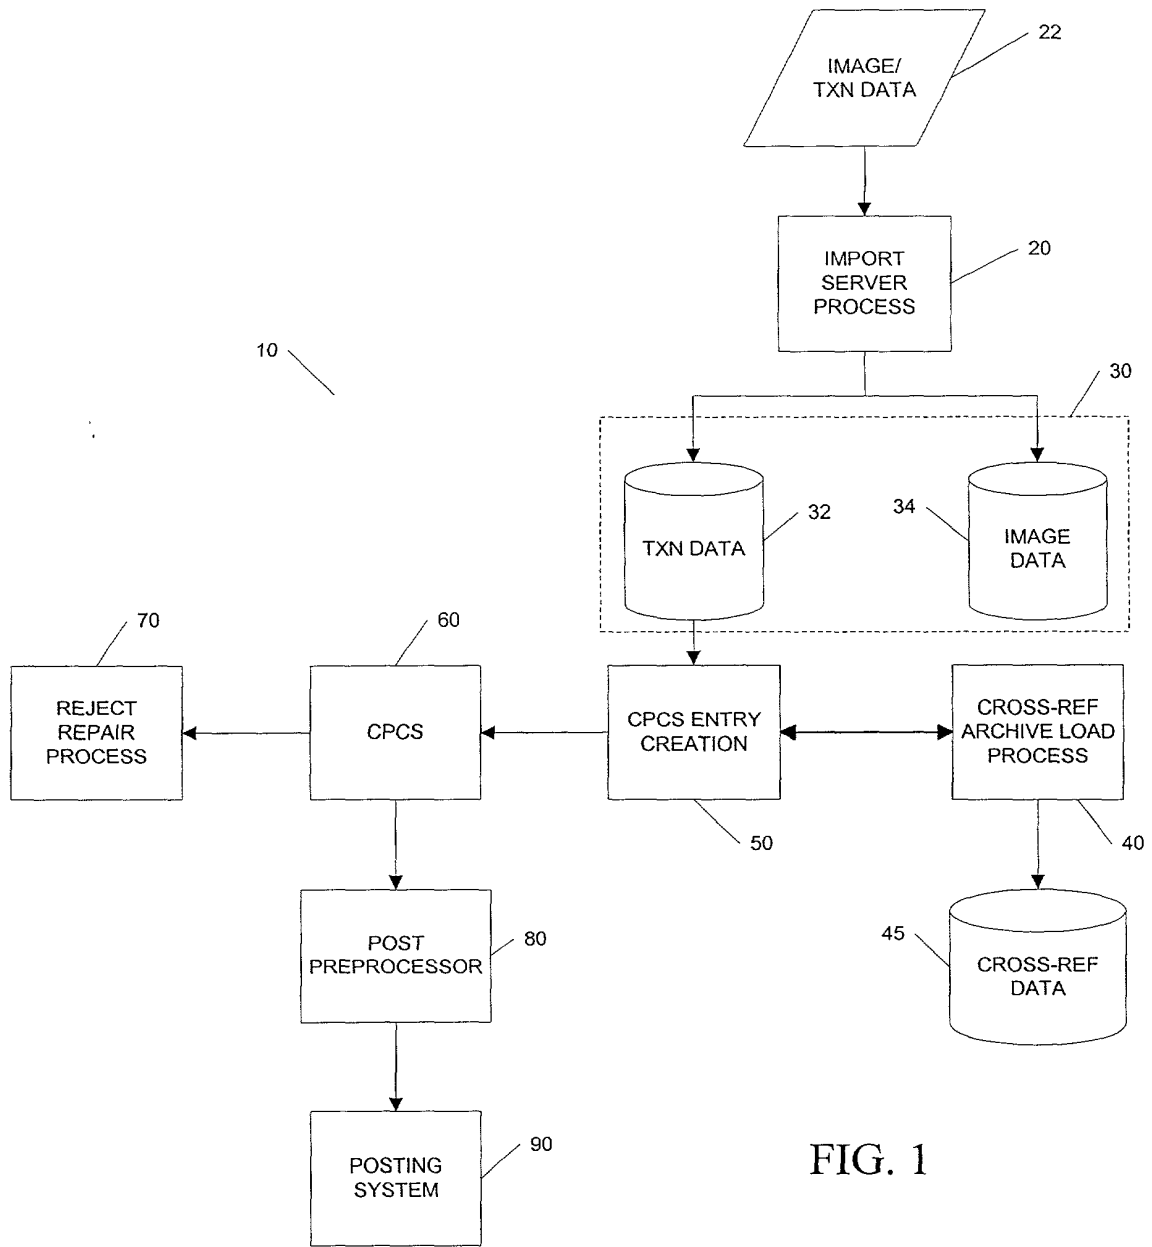 22
IMAGE/
TXN DATA
20
IMPORT
SERVER
PROCESS
10
30
32
34
TXN DATA
IMAGE
DATA
70
60
REJECT
REPAIR
PROCESS
CPCS
CPCS ENTRY
CREATION
CROSS-REF
ARCHIVE LOAD
PROCESS
50
40
80
POST
PREPROCESSOR
45
CROSS-REF
DATA
90
POSTING
SYSTEM
FIG. 1